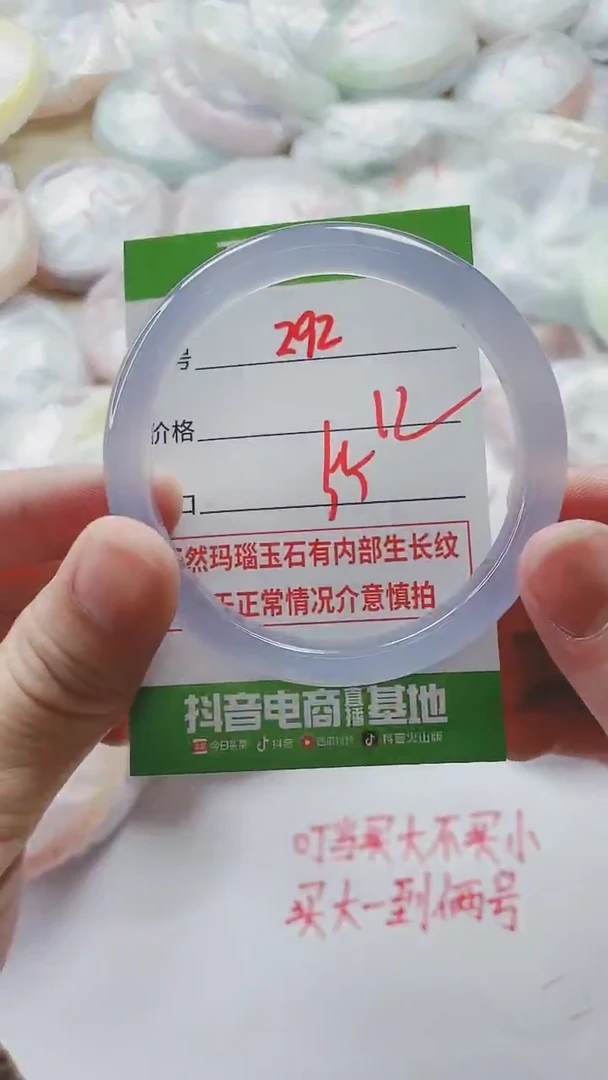 号 292
价格 12
口 55
然玛瑙玉石有内部生长纹
正常情况介意慎拍
抖音电商直播基地
今日头条 抖音 西瓜视频 抖音火山版
叮当买大不买小
买大一到俩号